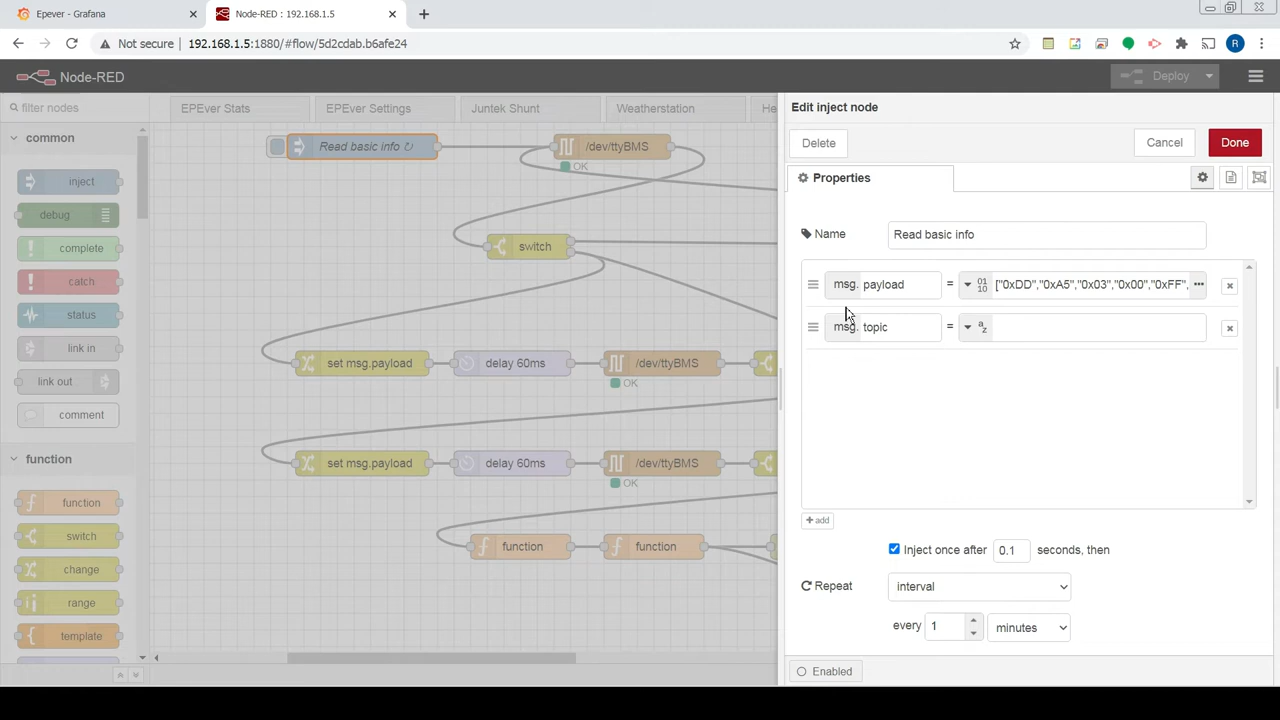 Epever - Grafana
Node-RED : 192.168.1.5
Not secure 192.168.1.5:1880/#flow/5d2cdab.b6afe24
R
Node-RED
Deploy
filter nodes
EPEver Stats
EPEver Settings
Juntek Shunt
Weatherstation
He
common
inject
debug
complete
catch
status
link in
link out
comment
function
function
switch
change
range
template
Read basic info ↻
/dev/ttyBMS
OK
switch
set msg.payload
delay 60ms
/dev/ttyBMS
OK
set msg.payload
delay 60ms
/dev/ttyBMS
OK
function
function
Edit inject node
Delete
Cancel
Done
Properties
Name
Read basic info
msg. payload = 01 10 ["0xDD","0xA5","0x03","0x00","0xFF", •••
msg. topic = az
+ add
Inject once after 0.1 seconds, then
Repeat
interval
every 1 minutes
Enabled